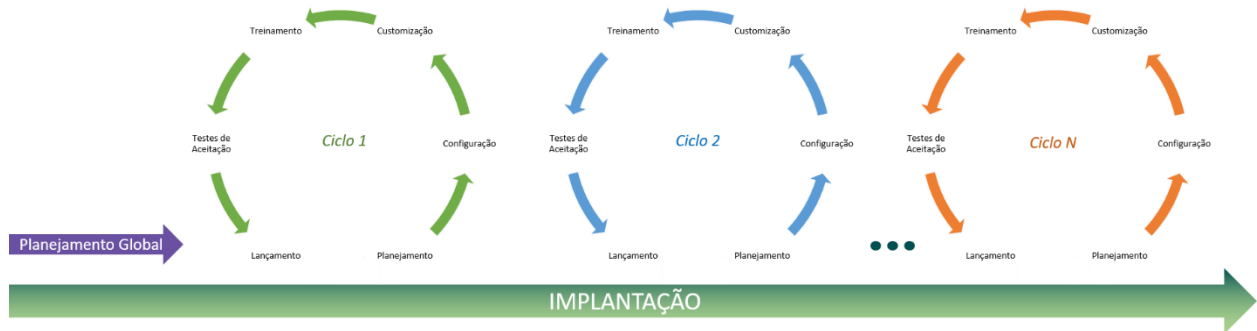 Treinamento
Customização
Testes de
Aceitação
Ciclo 1
Configuração
Lançamento
Planejamento
Treinamento
Customização
Testes de
Aceitação
Ciclo 2
Configuração
Lançamento
Planejamento
Treinamento
Customização
Testes de
Aceitação
Ciclo N
Configuração
Lançamento
Planejamento
Planejamento Global
IMPLANTAÇÃO